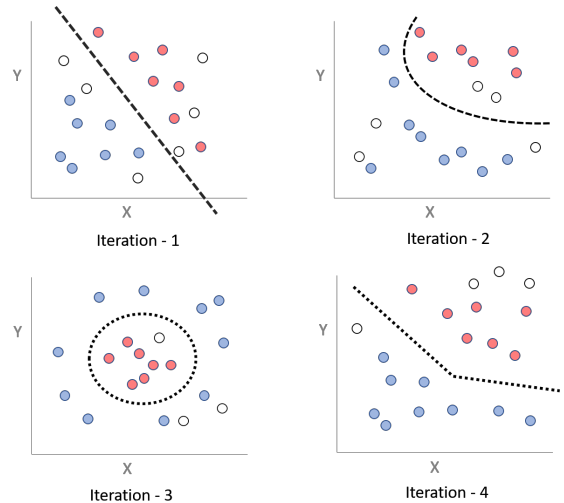 Y
X
Iteration - 1
Y
X
Iteration - 2
Y
X
Iteration - 3
Y
X
Iteration - 4